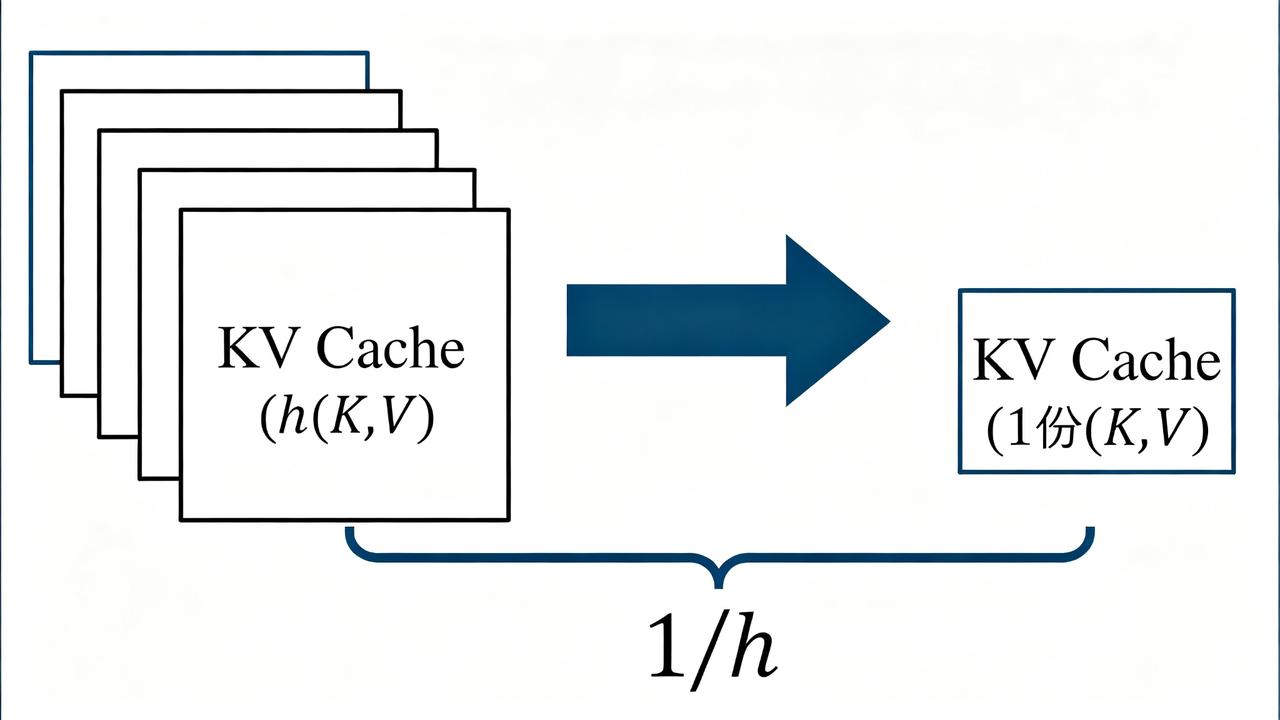 KV Cache
(h(K,V)
KV Cache
(1份(K,V)
1/h